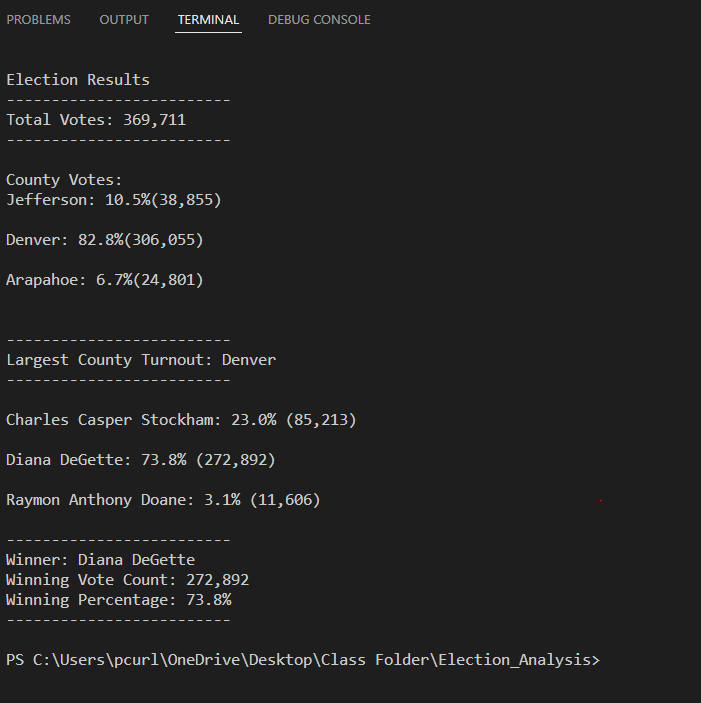 PROBLEMS OUTPUT TERMINAL DEBUG CONSOLE
Election Results
-------------------------
Total Votes: 369,711
-------------------------
County Votes:
Jefferson: 10.5%(38,855)
Denver: 82.8%(306,055)
Arapahoe: 6.7%(24,801)
-------------------------
Largest County Turnout: Denver
-------------------------
Charles Casper Stockham: 23.0% (85,213)
Diana DeGette: 73.8% (272,892)
Raymon Anthony Doane: 3.1% (11,606)
-------------------------
Winner: Diana DeGette
Winning Vote Count: 272,892
Winning Percentage: 73.8%
-------------------------
PS C:\Users\pcurl\OneDrive\Desktop\Class Folder\Election_Analysis>